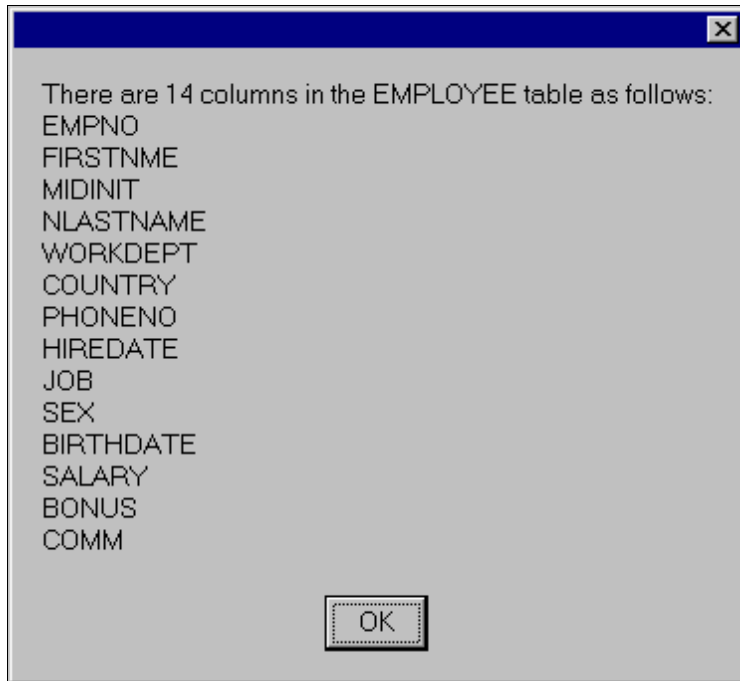 There are 14 columns in the EMPLOYEE table as follows:
EMPNO
FIRSTNME
MIDINIT
NLASTNAME
WORKDEPT
COUNTRY
PHONENO
HIREDATE
JOB
SEX
BIRTHDATE
SALARY
BONUS
COMM
OK